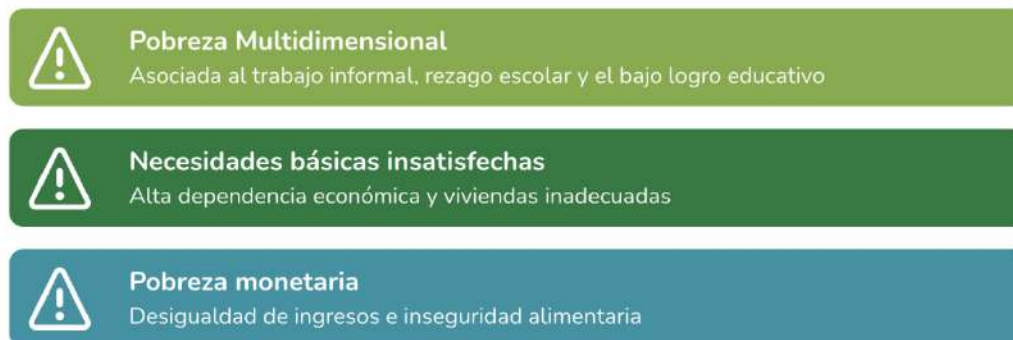 Pobreza Multidimensional
Asociada al trabajo informal, rezago escolar y el bajo logro educativo
Necesidades básicas insatisfechas
Alta dependencia económica y viviendas inadecuadas
Pobreza monetaria
Desigualdad de ingresos e inseguridad alimentaria